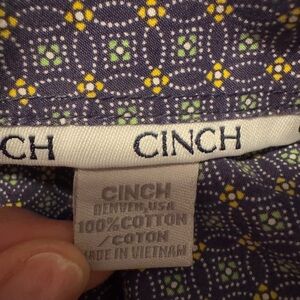 CH CINCH
CINCH
DENVER, USA
100% COTTON
/COTON
MADE IN VIETNAM